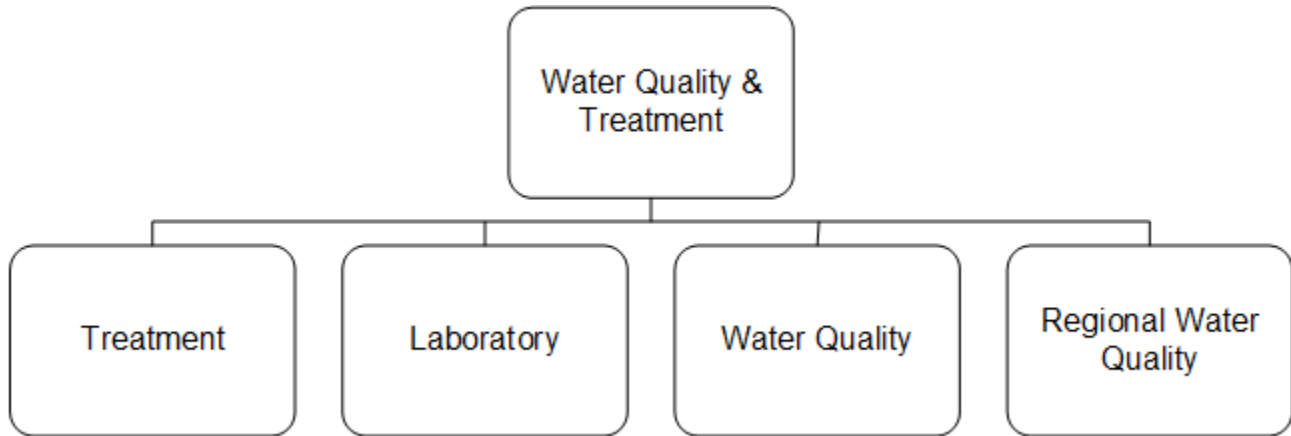 Water Quality &
Treatment
Treatment
Laboratory
Water Quality
Regional Water
Quality